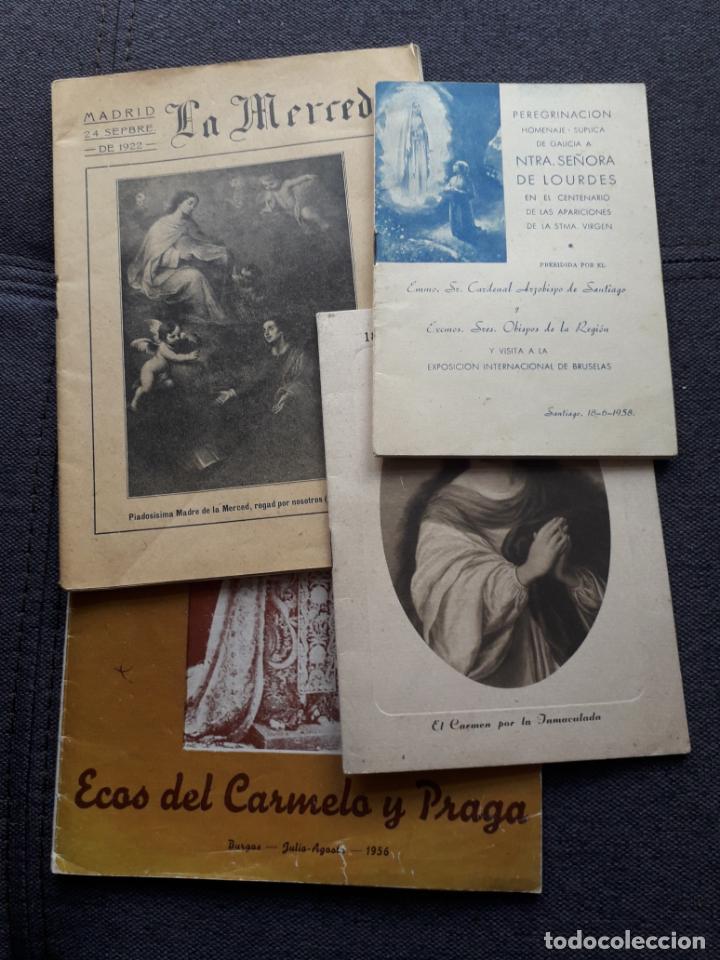 MADRID
24 SEPBRE.
DE 1922
La Merced
Piadosísima Madre de la Merced, rogad por nosotros (
PEREGRINACION
HOMENAJE - SUPLICA
DE GALICIA A
NTRA. SEÑORA
DE LOURDES
EN EL CENTENARIO
DE LAS APARICIONES
DE LA STMA. VIRGEN
PRESIDIDA POR EL
Emmo. Sr. Cardenal Arzobispo de Santiago
y
Excmos. Sres. Obispos de la Región
Y VISITA A LA
EXPOSICION INTERNACIONAL DE BRUSELAS
Santiago, 18-6-1958.
El Carmen por la Inmaculada
Ecos del Carmelo y Praga
Burgos — Julio-Agosto — 1956
todocoleccion
todocoleccion.net